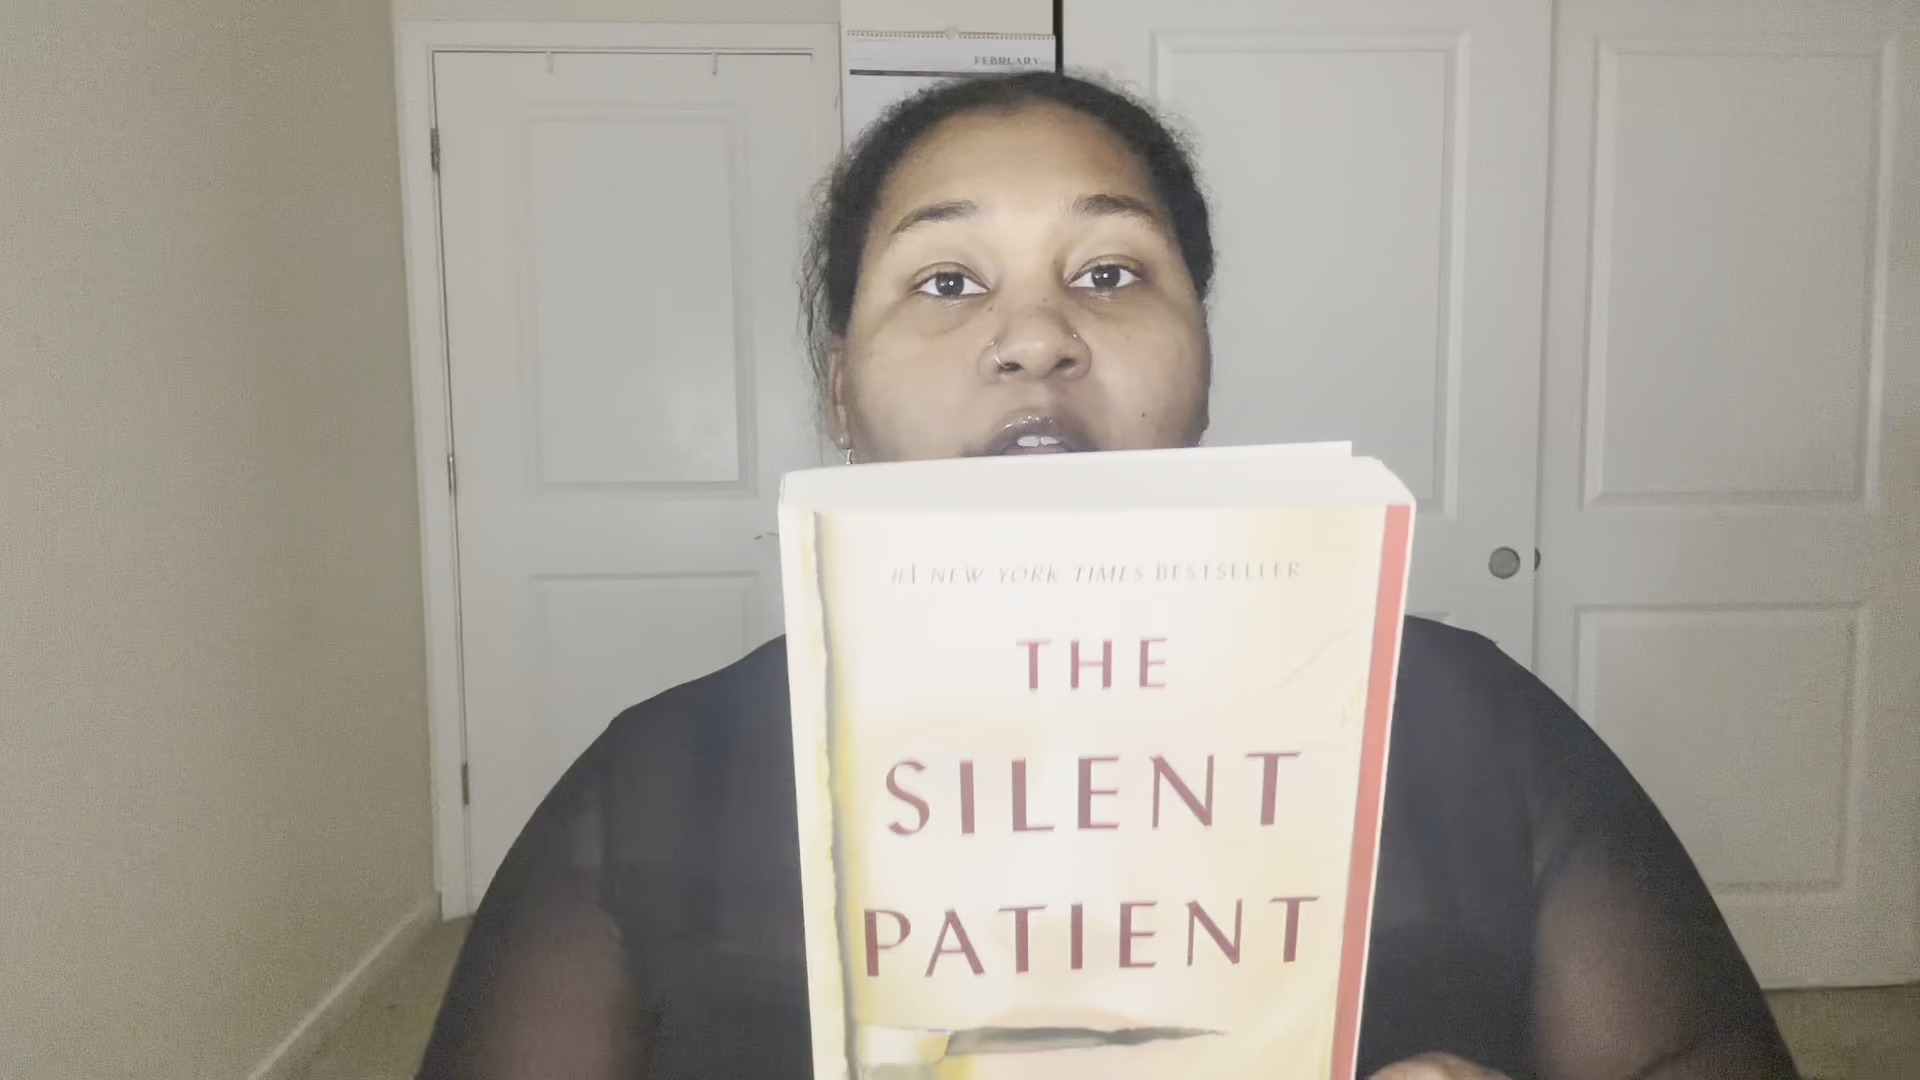 FEBRUARY
#1 NEW YORK TIMES BESTSELLER
THE
SILENT
PATIENT